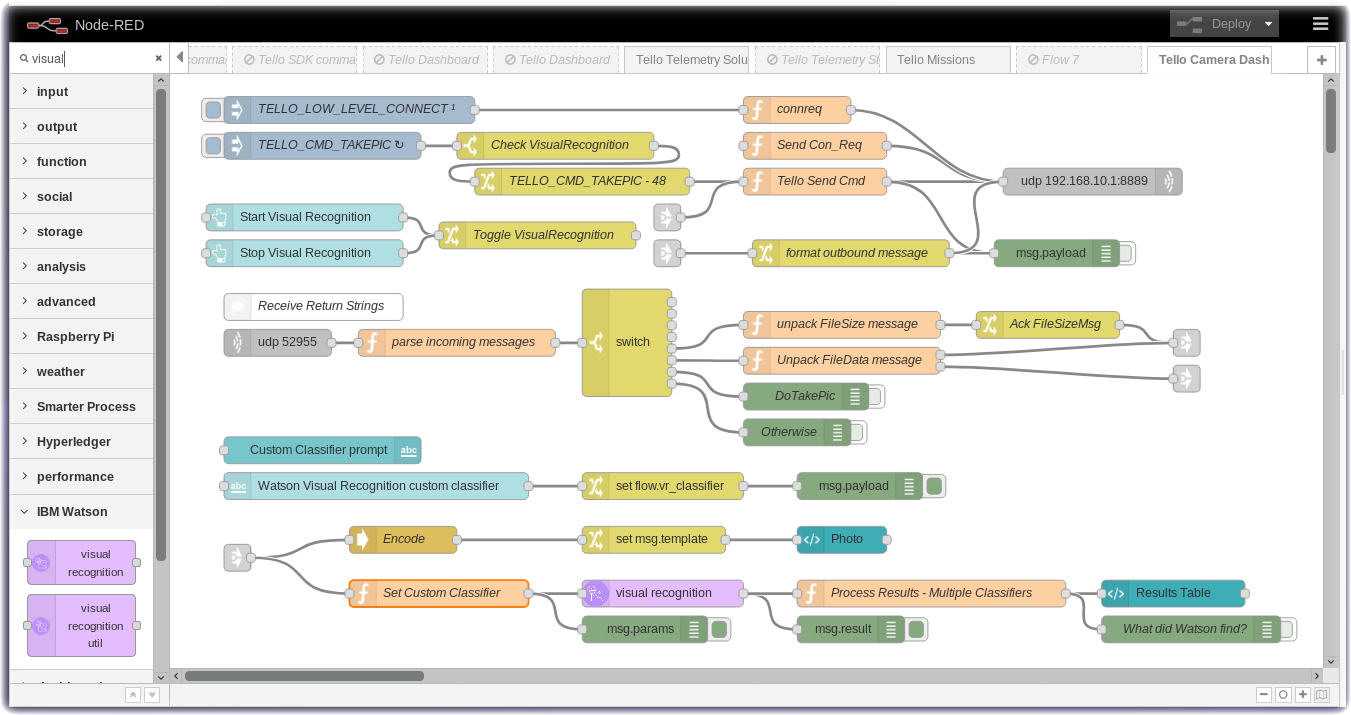 Node-RED
Deploy
visual
comma
Tello SDK comma
Tello Dashboard
Tello Dashboard
Tello Telemetry Solu
Tello Telemetry
Tello Missions
Flow 7
Tello Camera Dash
input
output
function
social
storage
analysis
advanced
Raspberry Pi
weather
Smarter Process
Hyperledger
performance
IBM Watson
visual
recognition
visual
recognition
util
TELLO_LOW_LEVEL_CONNECT ¹
connreq
TELLO_CMD_TAKEPIC ↻
Check VisualRecognition
Send Con_Req
TELLO_CMD_TAKEPIC - 48
Tello Send Cmd
udp 192.168.10.1:8889
Start Visual Recognition
Toggle VisualRecognition
Stop Visual Recognition
format outbound message
msg.payload
Receive Return Strings
udp 52955
parse incoming messages
switch
unpack FileSize message
Ack FileSizeMsg
Unpack FileData message
DoTakePic
Otherwise
Custom Classifier prompt
abc
abc
Watson Visual Recognition custom classifier
set flow.vr_classifier
msg.payload
Encode
set msg.template
Photo
Set Custom Classifier
visual recognition
Process Results - Multiple Classifiers
Results Table
msg.params
msg.result
What did Watson find?